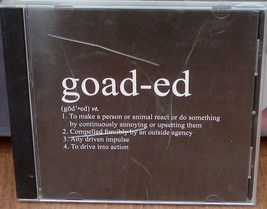 goad-ed
(gōd'•ed) vt.
1. To make a person or animal react or do something
by continuously annoying or upsetting them
2. Compelled forcibly by an outside agency
3. Any driven impulse
4. To drive into action